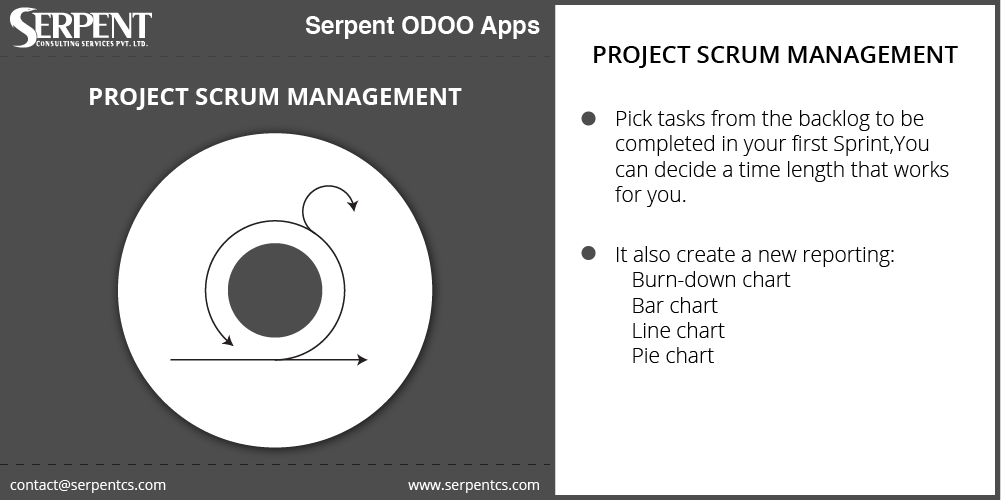 SERPENT
CONSULTING SERVICES PVT. LTD.
Serpent ODOO Apps
PROJECT SCRUM MANAGEMENT
contact@serpentcs.com
www.serpentcs.com
PROJECT SCRUM MANAGEMENT
Pick tasks from the backlog to be
completed in your first Sprint,You
can decide a time length that works
for you.
It also create a new reporting:
Burn-down chart
Bar chart
Line chart
Pie chart